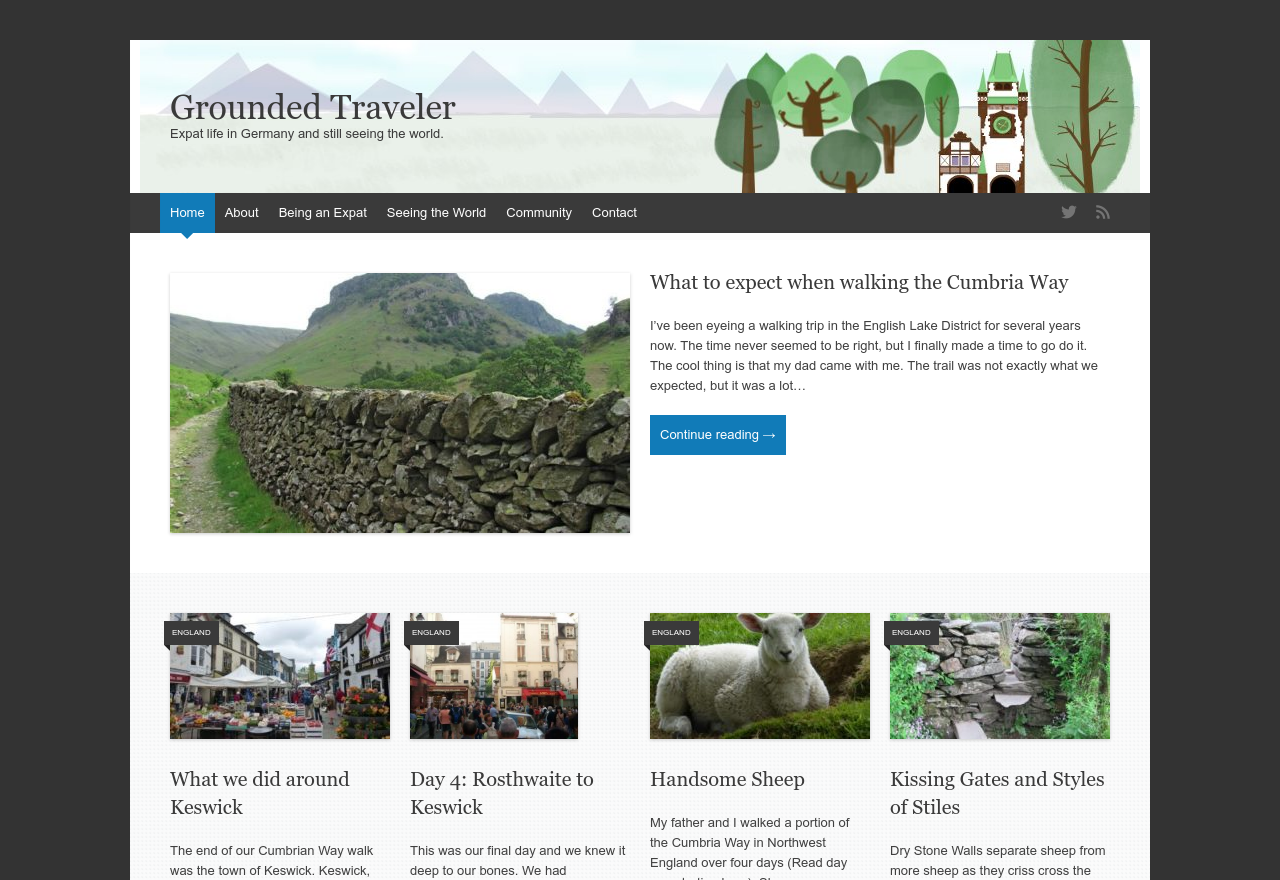 Grounded Traveler
Expat life in Germany and still seeing the world.
Home
About
Being an Expat
Seeing the World
Community
Contact
What to expect when walking the Cumbria Way
I've been eyeing a walking trip in the English Lake District for several years
now. The time never seemed to be right, but I finally made a time to go do it.
The cool thing is that my dad came with me. The trail was not exactly what we
expected, but it was a lot…
Continue reading →
ENGLAND
What we did around
Keswick
The end of our Cumbrian Way walk
was the town of Keswick. Keswick,
ENGLAND
Day 4: Rosthwaite to
Keswick
This was our final day and we knew it
deep to our bones. We had
ENGLAND
Handsome Sheep
My father and I walked a portion of
the Cumbria Way in Northwest
England over four days (Read day
ENGLAND
Kissing Gates and Styles
of Stiles
Dry Stone Walls separate sheep from
more sheep as they criss cross the